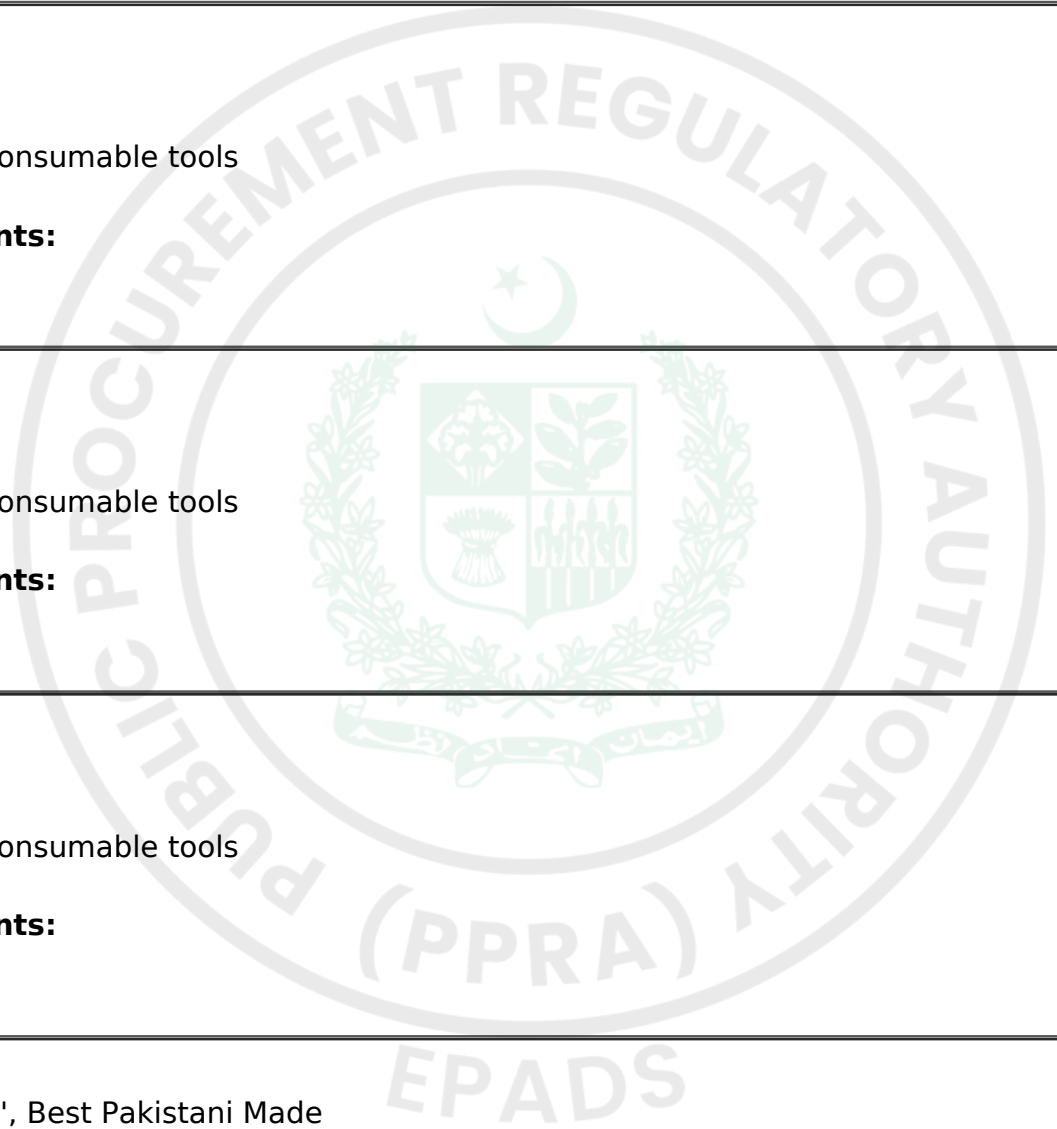 onsumable tools
nts:
onsumable tools
nts:
onsumable tools
nts:
", Best Pakistani Made
PUBLIC PROCUREMENT REGULATORY AUTHORITY
(PPRA)
EPADS